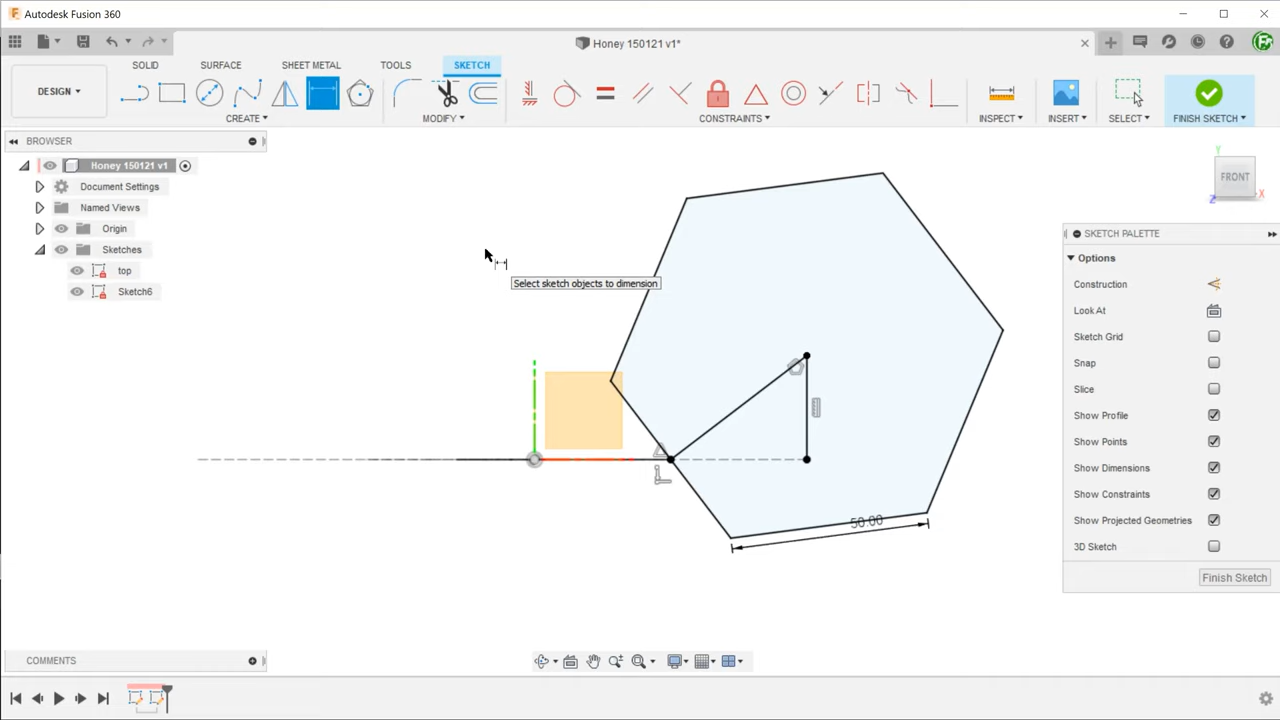 Autodesk Fusion 360
Honey 150121 v1*
DESIGN
SOLID
SURFACE
SHEET METAL
TOOLS
SKETCH
CREATE
MODIFY
CONSTRAINTS
INSPECT
INSERT
SELECT
FINISH SKETCH
BROWSER
Honey 150121 v1
Document Settings
Named Views
Origin
Sketches
top
Sketch6
Select sketch objects to dimension
50.00
Y
FRONT
Z
X
SKETCH PALETTE
Options
Construction
Look At
Sketch Grid
Snap
Slice
Show Profile
Show Points
Show Dimensions
Show Constraints
Show Projected Geometries
3D Sketch
Finish Sketch
COMMENTS